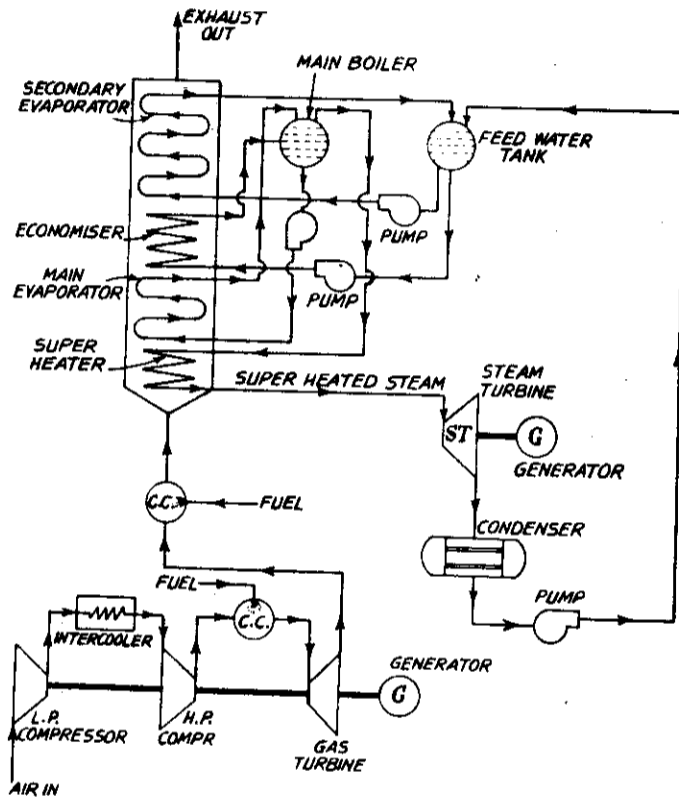 EXHAUST
OUT
MAIN BOILER
SECONDARY
EVAPORATOR
FEED WATER
TANK
ECONOMISER
PUMP
MAIN
EVAPORATOR
PUMP
SUPER
HEATER
SUPER HEATED STEAM
STEAM
TURBINE
ST
G
GENERATOR
C.C.
FUEL
CONDENSER
FUEL
C.C.
PUMP
INTERCOOLER
GENERATOR
G
L.P.
COMPRESSOR
H.P.
COMPR
GAS
TURBINE
AIR IN